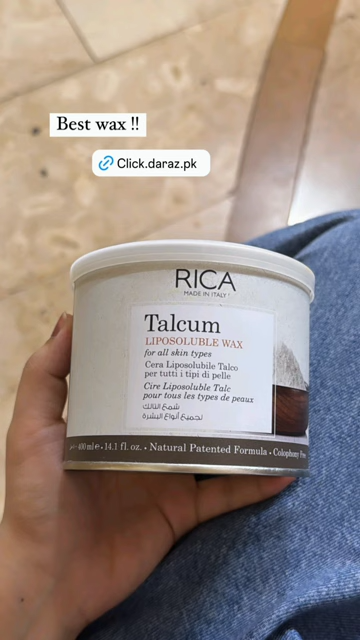 Best wax !!
Click.daraz.pk
RICA
MADE IN ITALY
Talcum
LIPOSOLUBLE WAX
for all skin types
Cera Liposolubile Talco
per tutti i tipi di pelle
Cire Liposoluble Talc
pour tous les types de peaux
شمع التالك
لجميع أنواع البشرة
400 ml e • 14.1 fl. oz. • Natural Patented Formula • Colophony Free